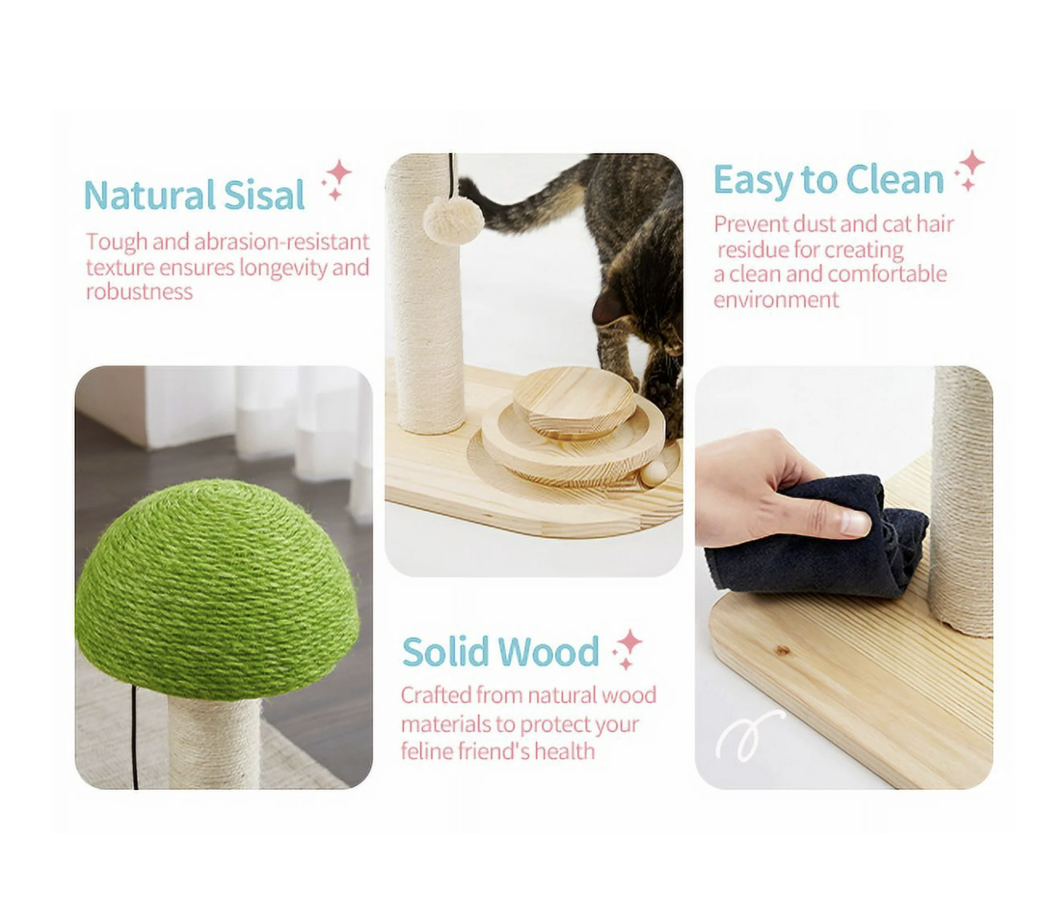 Natural Sisal
Tough and abrasion-resistant
texture ensures longevity and
robustness
Easy to Clean
Prevent dust and cat hair
residue for creating
a clean and comfortable
environment
Solid Wood
Crafted from natural wood
materials to protect your
feline friend's health